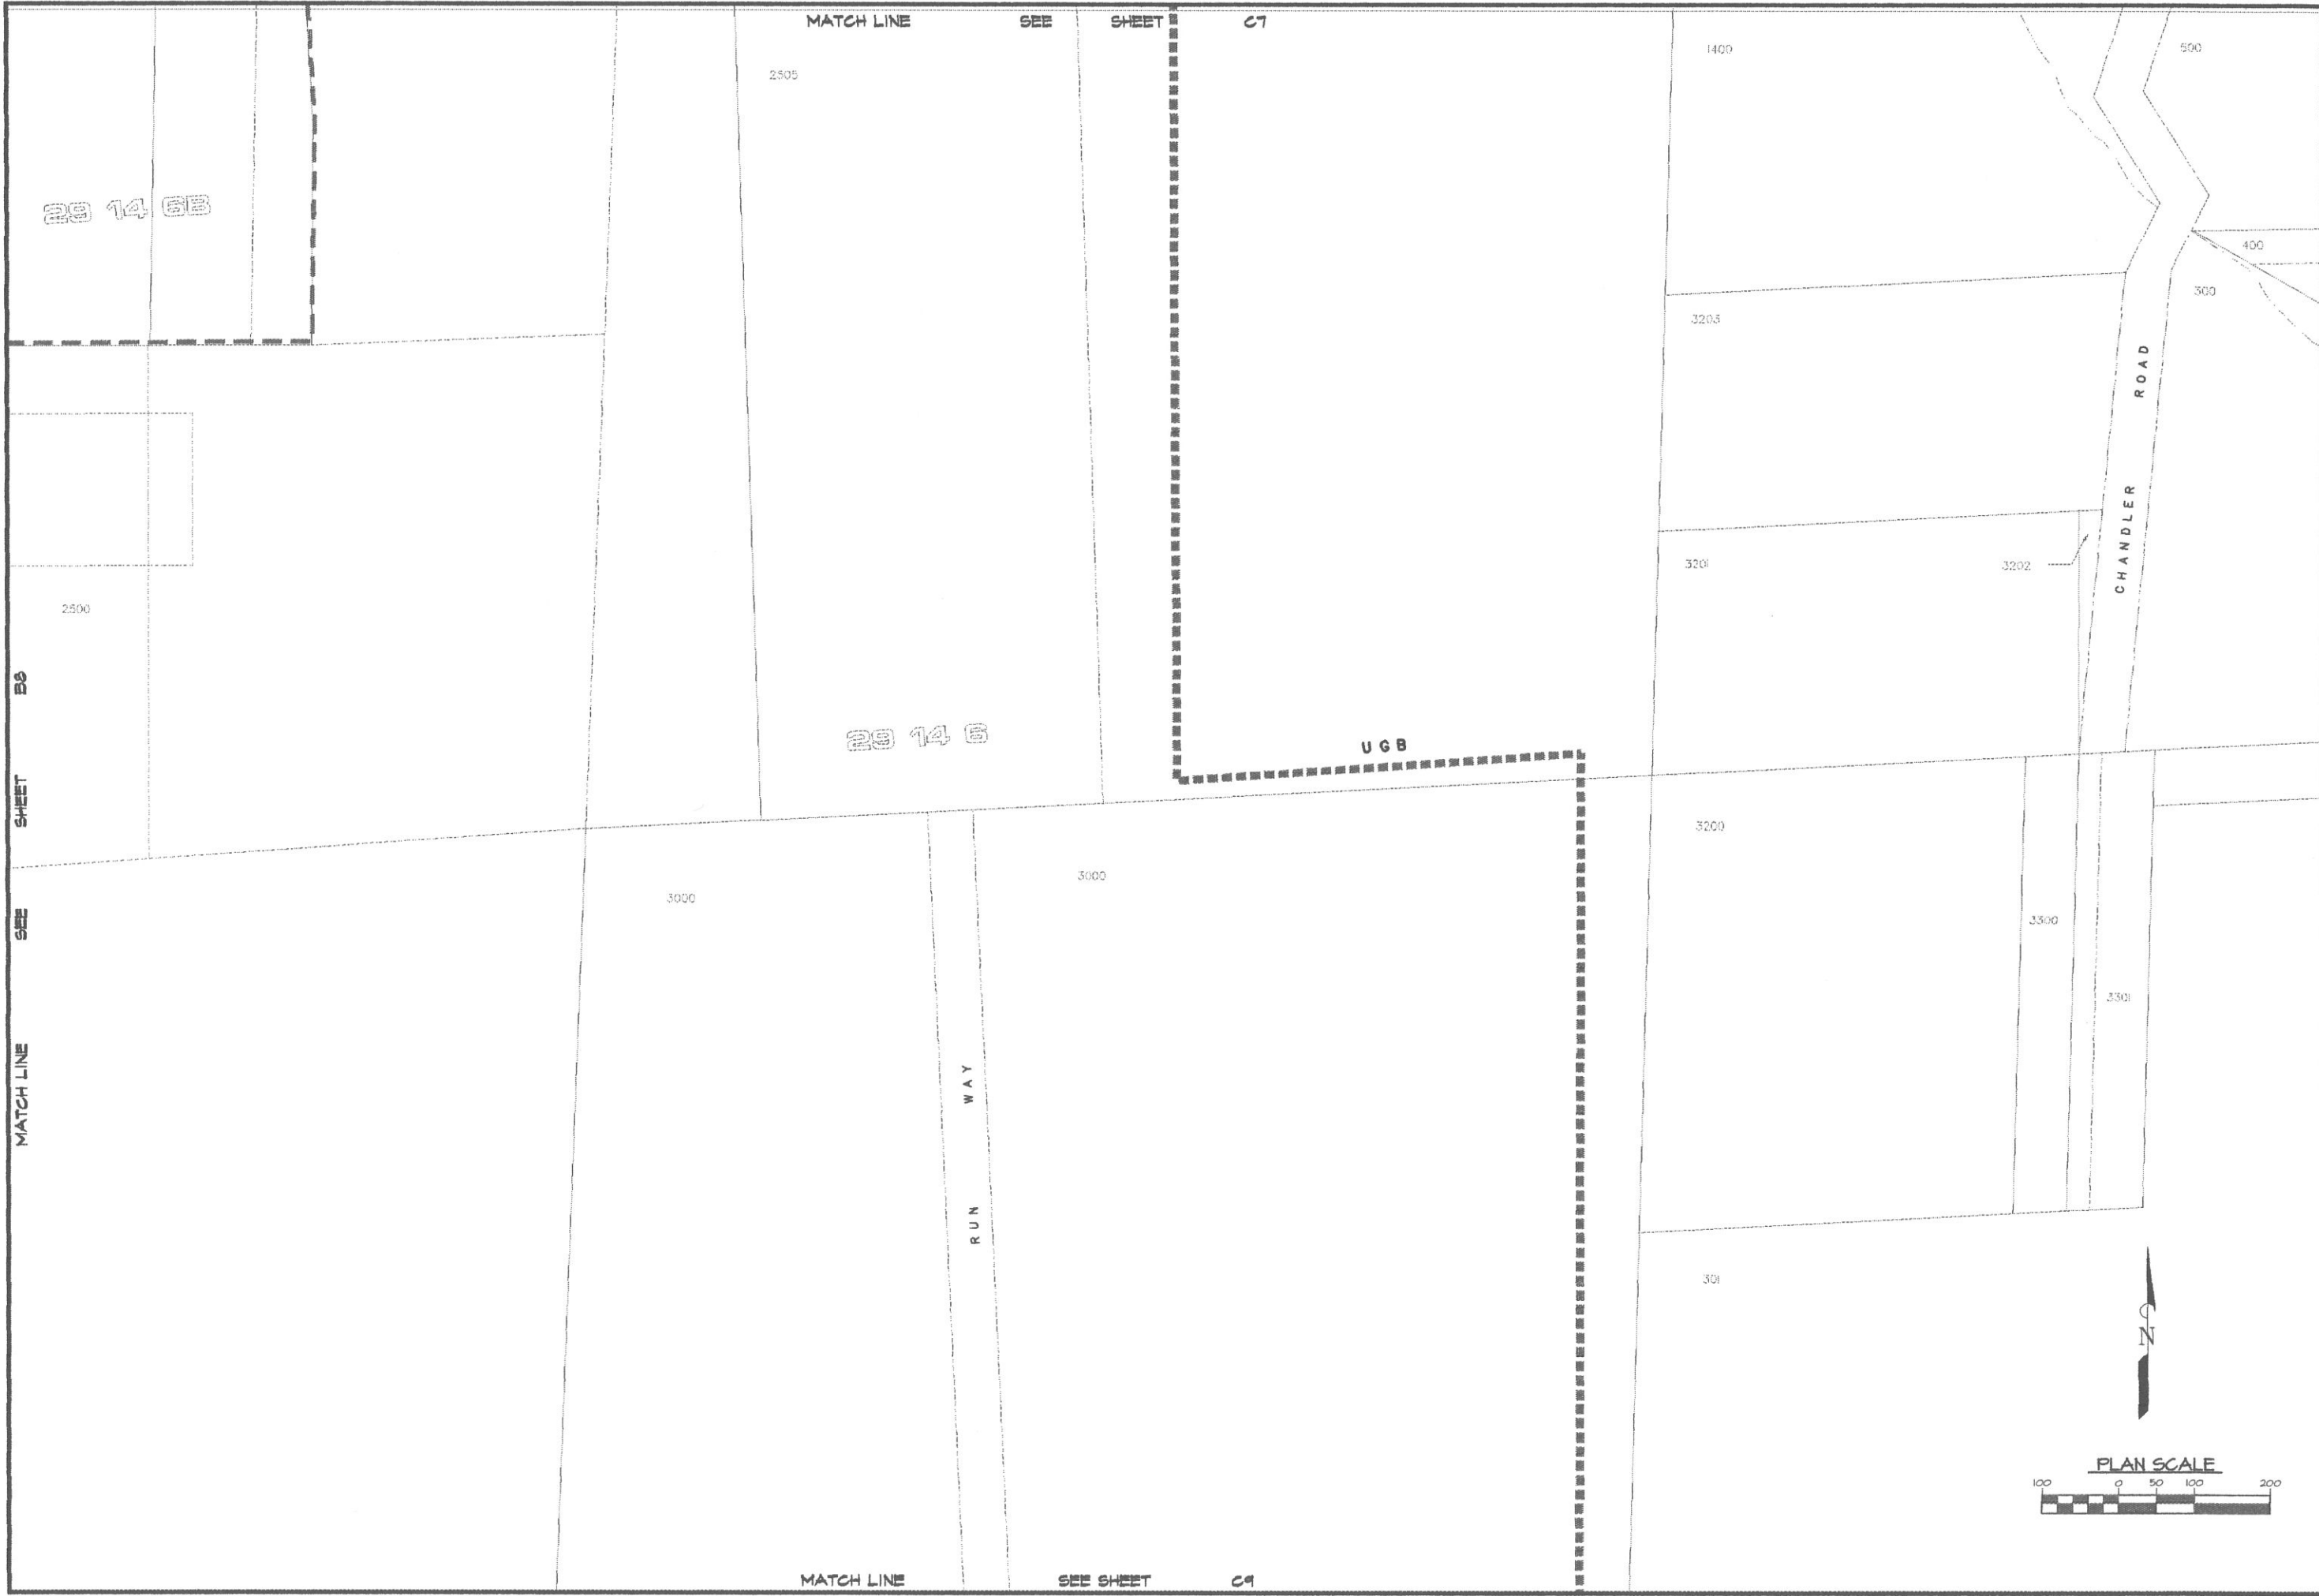 MATCH LINE SEE SHEET C7
1400
500
2505
29 14 6B
400
300
3203
CHANDLER ROAD
3201
3202
2500
MATCH LINE SEE SHEET B8
29 14 6
UGB
3200
3000
3000
3300
3301
RUN WAY
301
N
PLAN SCALE
100 0 50 100 200
MATCH LINE SEE SHEET C9